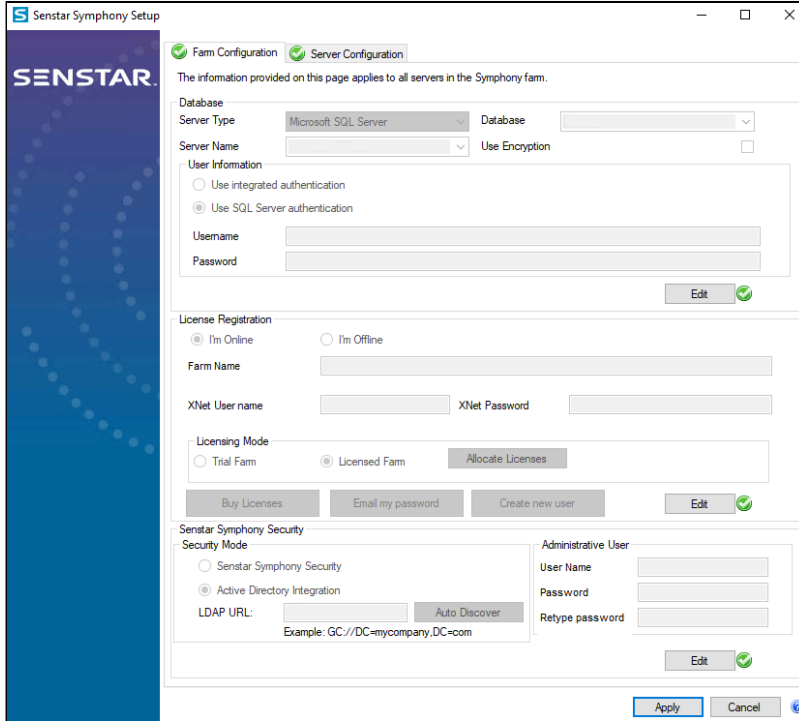 Senstar Symphony Setup
SENSTAR
Farm Configuration Server Configuration
The information provided on this page applies to all servers in the Symphony farm.
Database
Server Type Microsoft SQL Server Database
Server Name Use Encryption
User Information
Use integrated authentication
Use SQL Server authentication
Username
Password
Edit
License Registration
I'm Online I'm Offline
Farm Name
XNet User name XNet Password
Licensing Mode
Trial Farm Licensed Farm Allocate Licenses
Buy Licenses Email my password Create new user Edit
Senstar Symphony Security
Security Mode Administrative User
Senstar Symphony Security User Name
Active Directory Integration Password
LDAP URL: Auto Discover Retype password
Example: GC://DC=mycompany,DC=com
Edit
Apply Cancel